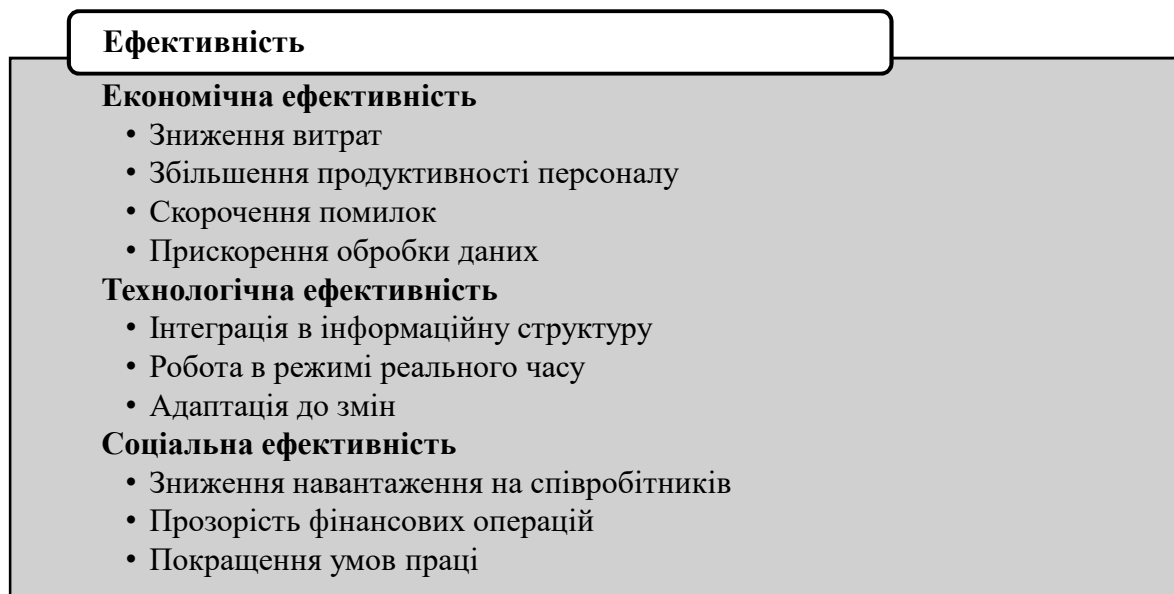 Ефективність
Економічна ефективність
• Зниження витрат
• Збільшення продуктивності персоналу
• Скорочення помилок
• Прискорення обробки даних
Технологічна ефективність
• Інтеграція в інформаційну структуру
• Робота в режимі реального часу
• Адаптація до змін
Соціальна ефективність
• Зниження навантаження на співробітників
• Прозорість фінансових операцій
• Покращення умов праці